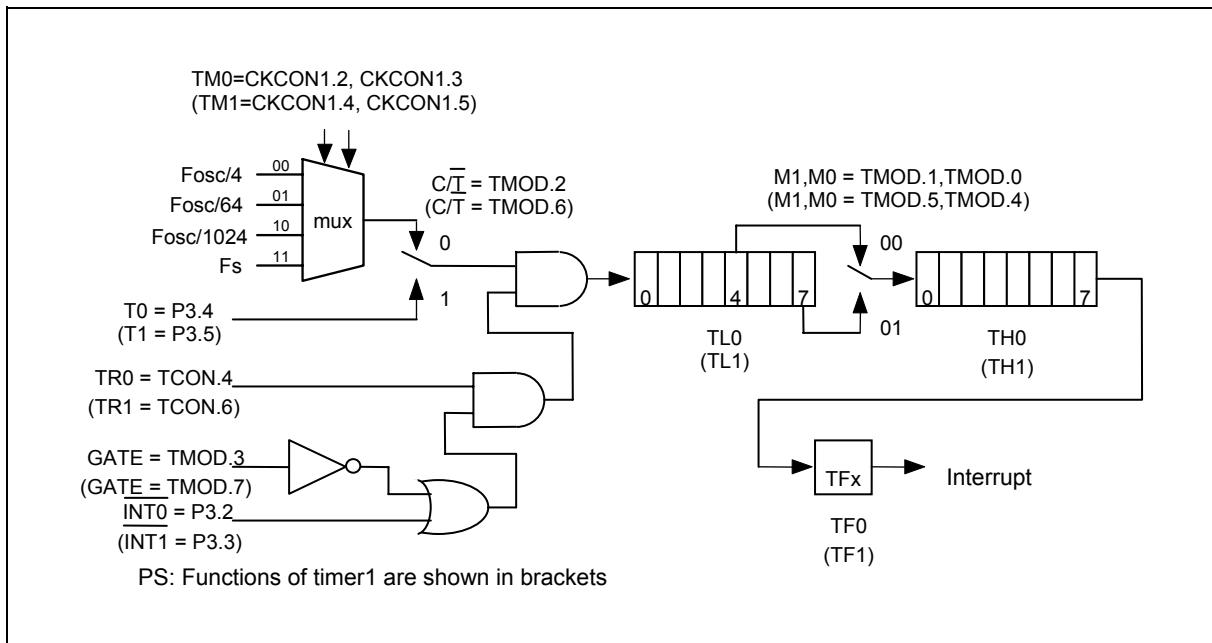 TM0=CKCON1.2, CKCON1.3
(TM1=CKCON1.4, CKCON1.5)
Fosc/4
00
Fosc/64
01
Fosc/1024
10
Fs
11
mux
C/T̅ = TMOD.2
(C/T̅ = TMOD.6)
0
1
M1,M0 = TMOD.1,TMOD.0
(M1,M0 = TMOD.5,TMOD.4)
00
01
0 4 7
0 7
T0 = P3.4
(T1 = P3.5)
TL0
(TL1)
TH0
(TH1)
TR0 = TCON.4
(TR1 = TCON.6)
GATE = TMOD.3
(GATE = TMOD.7)
I̅N̅T̅0̅ = P3.2
(I̅N̅T̅1̅ = P3.3)
TFx
Interrupt
TF0
(TF1)
PS: Functions of timer1 are shown in brackets